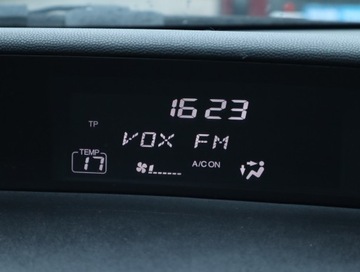 1623
TP
VOX FM
TEMP
17
A/C ON